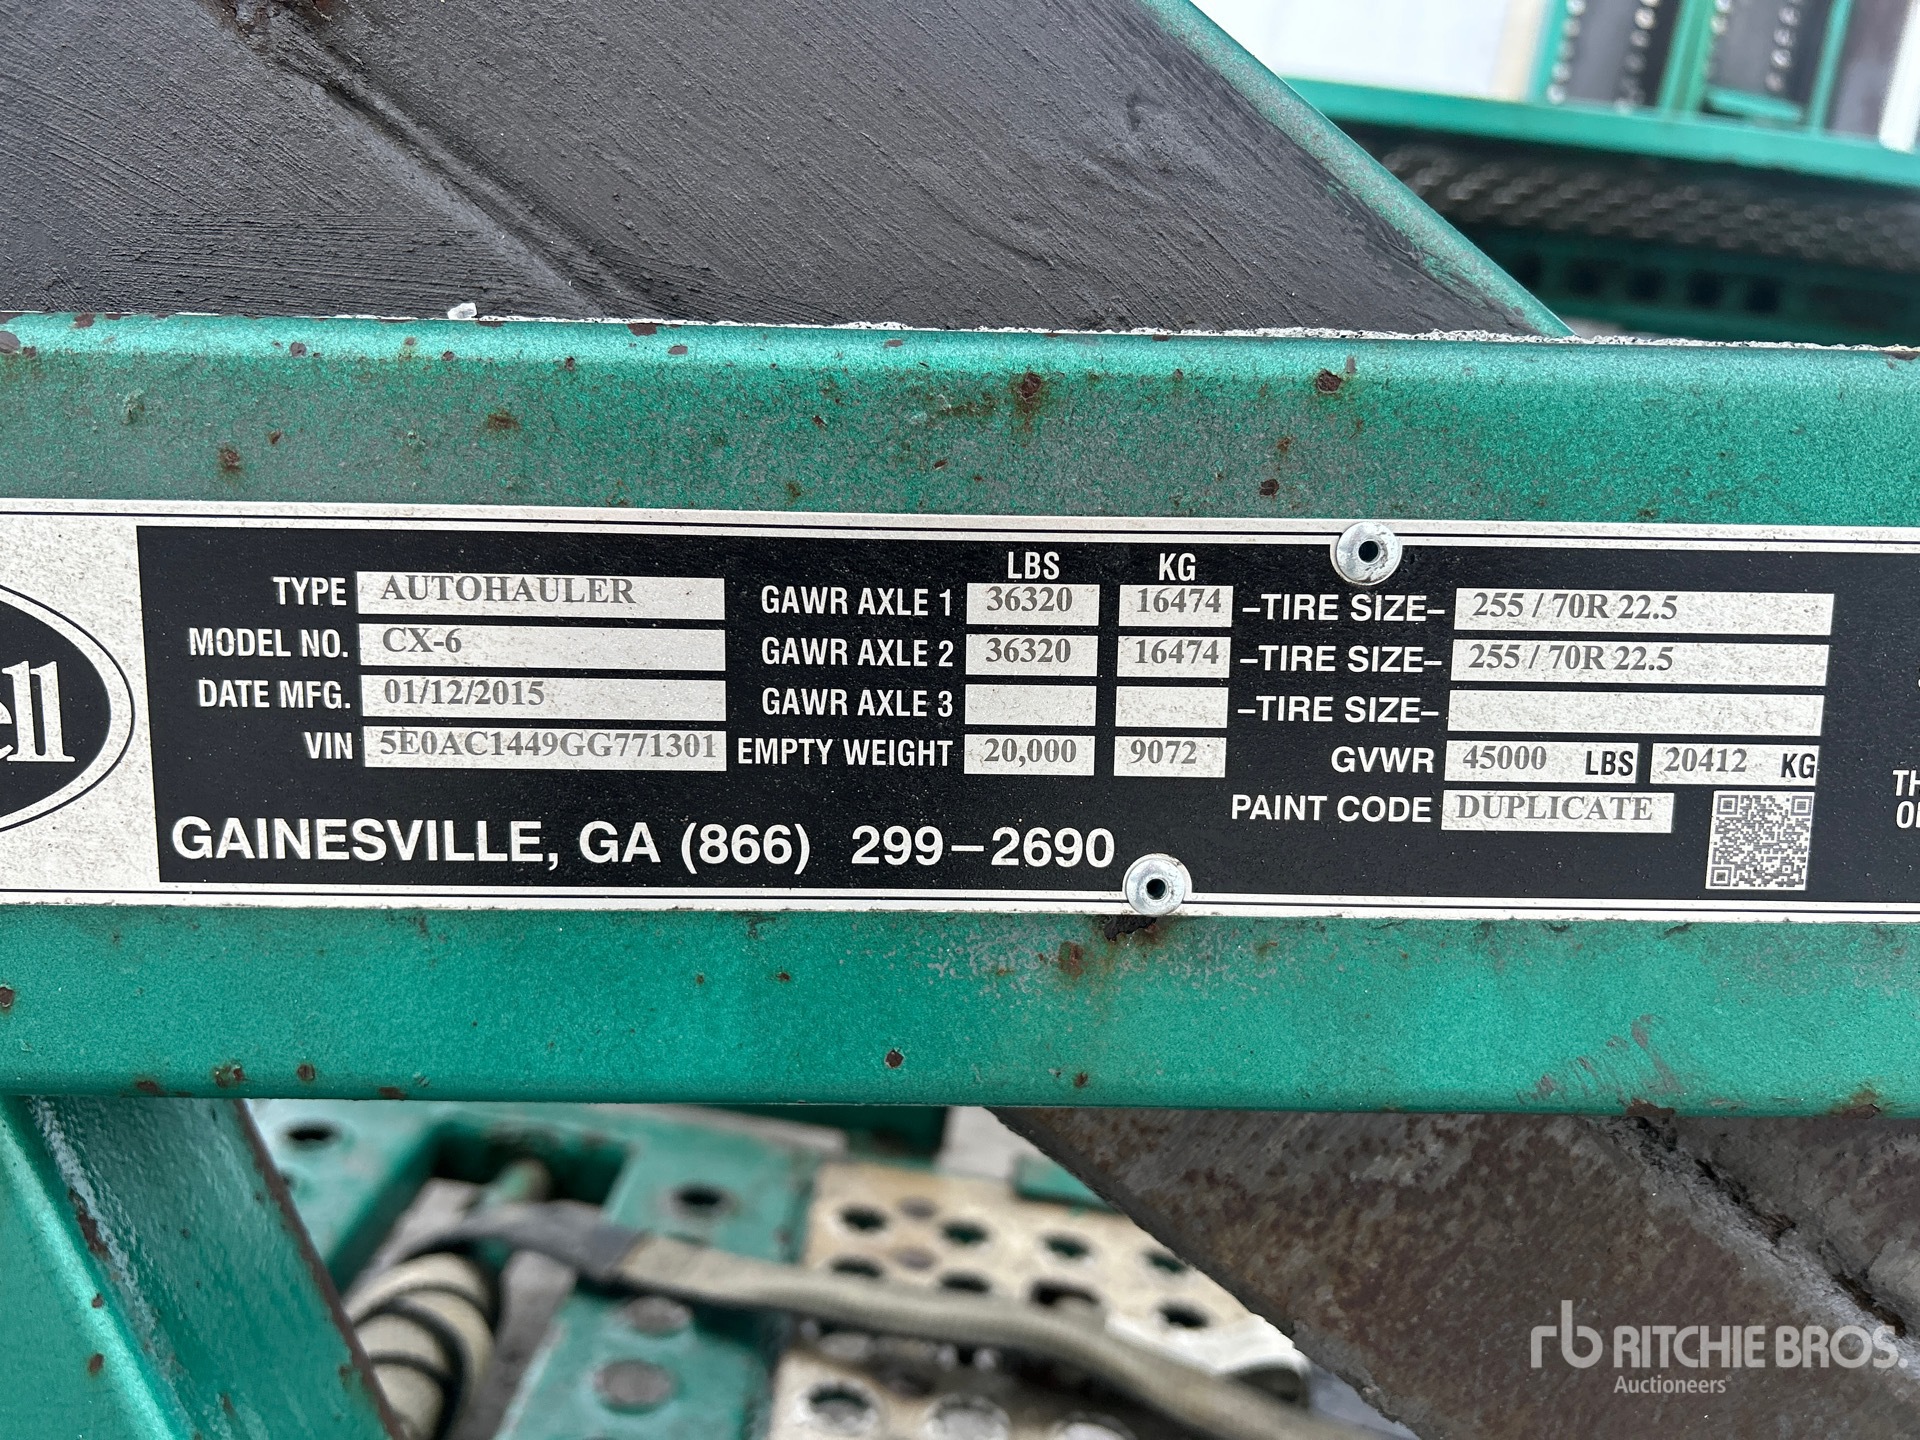 ell
LBS KG
TYPE AUTOHAULER GAWR AXLE 1 36320 16474 –TIRE SIZE– 255 / 70R 22.5
MODEL NO. CX-6 GAWR AXLE 2 36320 16474 –TIRE SIZE– 255 / 70R 22.5
DATE MFG. 01/12/2015 GAWR AXLE 3 –TIRE SIZE–
VIN 5E0AC1449GG771301 EMPTY WEIGHT 20,000 9072 GVWR 45000 LBS 20412 KG
PAINT CODE DUPLICATE
GAINESVILLE, GA (866) 299–2690
TH
rb RITCHIE BROS.
Auctioneers